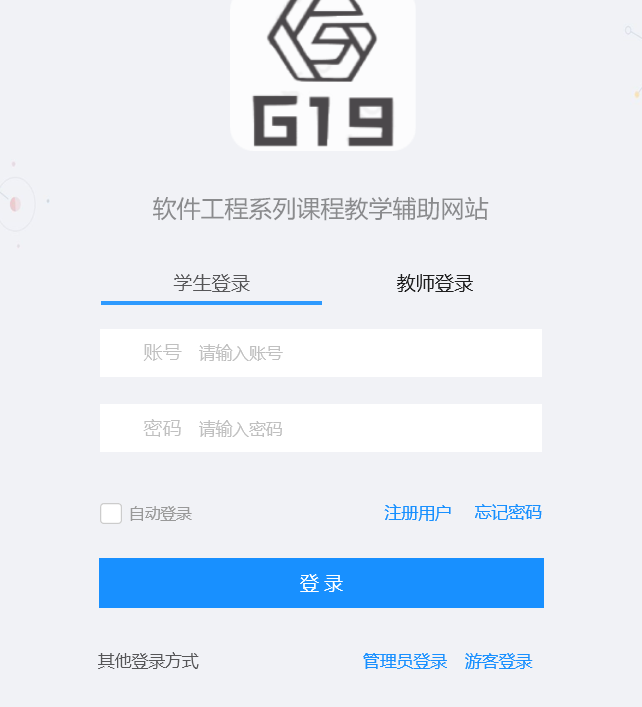 G19
软件工程系列课程教学辅助网站
学生登录 教师登录
账号 请输入账号
密码 请输入密码
自动登录 注册用户 忘记密码
登 录
其他登录方式 管理员登录 游客登录